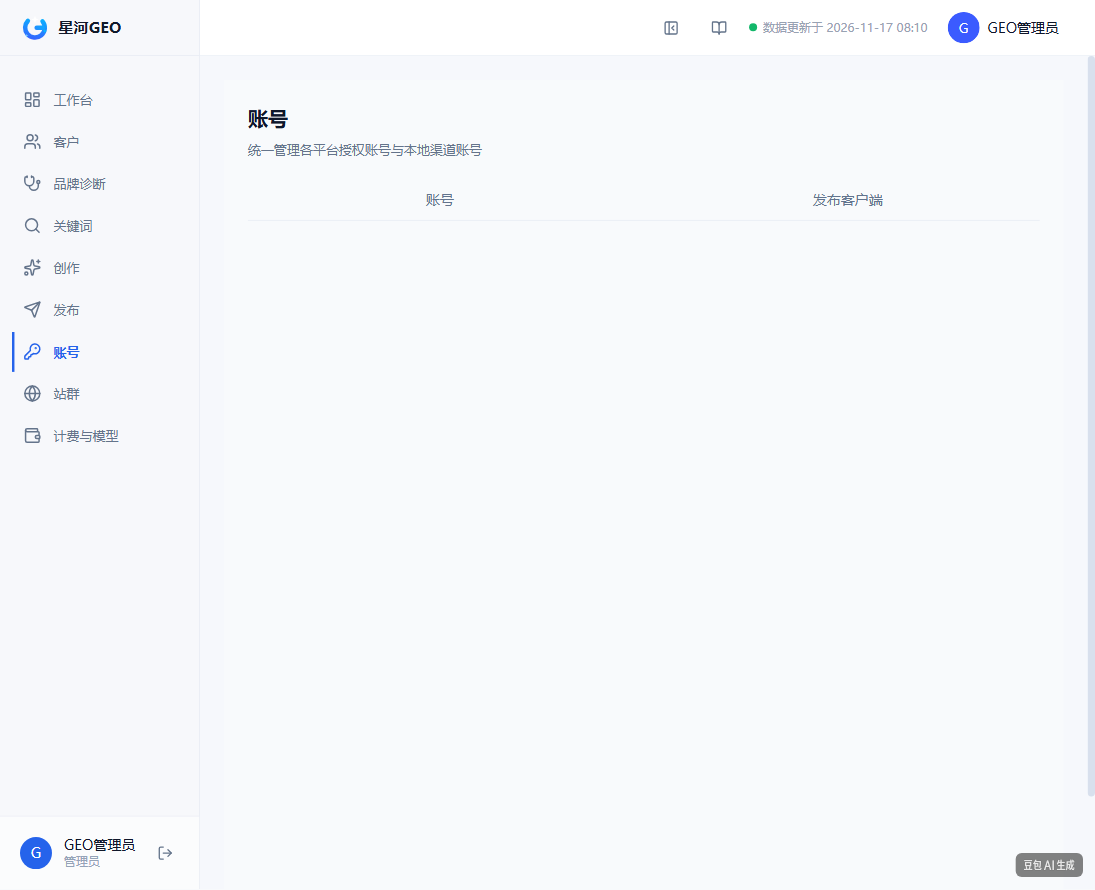 星河GEO
数据更新于 2026-11-17 08:10
G
GEO管理员
工作台
客户
品牌诊断
关键词
创作
发布
账号
站群
计费与模型
账号
统一管理各平台授权账号与本地渠道账号
账号
发布客户端
G
GEO管理员
管理员
豆包 AI 生成